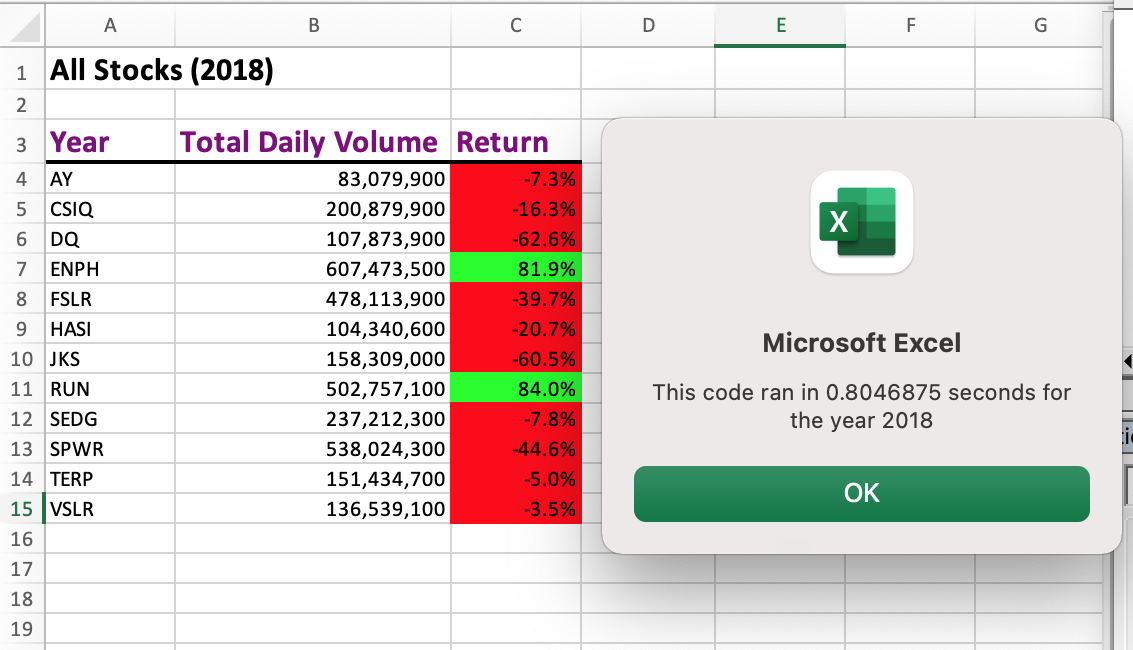 A B C D E F G
1 All Stocks (2018)
2
3 Year Total Daily Volume Return
4 AY 83,079,900 -7.3%
5 CSIQ 200,879,900 -16.3%
6 DQ 107,873,900 -62.6%
7 ENPH 607,473,500 81.9%
8 FSLR 478,113,900 -39.7%
9 HASI 104,340,600 -20.7%
10 JKS 158,309,000 -60.5%
11 RUN 502,757,100 84.0%
12 SEDG 237,212,300 -7.8%
13 SPWR 538,024,300 -44.6%
14 TERP 151,434,700 -5.0%
15 VSLR 136,539,100 -3.5%
16
17
18
19
X
Microsoft Excel
This code ran in 0.8046875 seconds for
the year 2018
OK